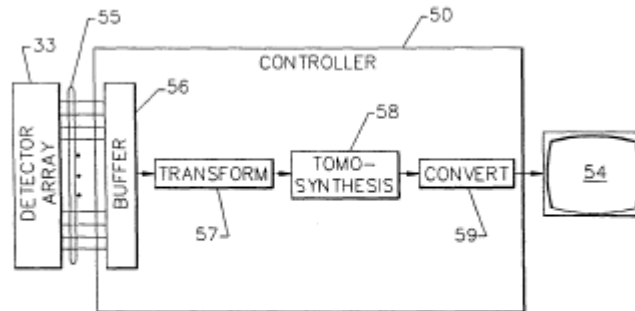 33
55
50
CONTROLLER
56
DETECTOR
ARRAY
BUFFER
58
TRANSFORM
TOMO-
SYNTHESIS
CONVERT
54
57
59